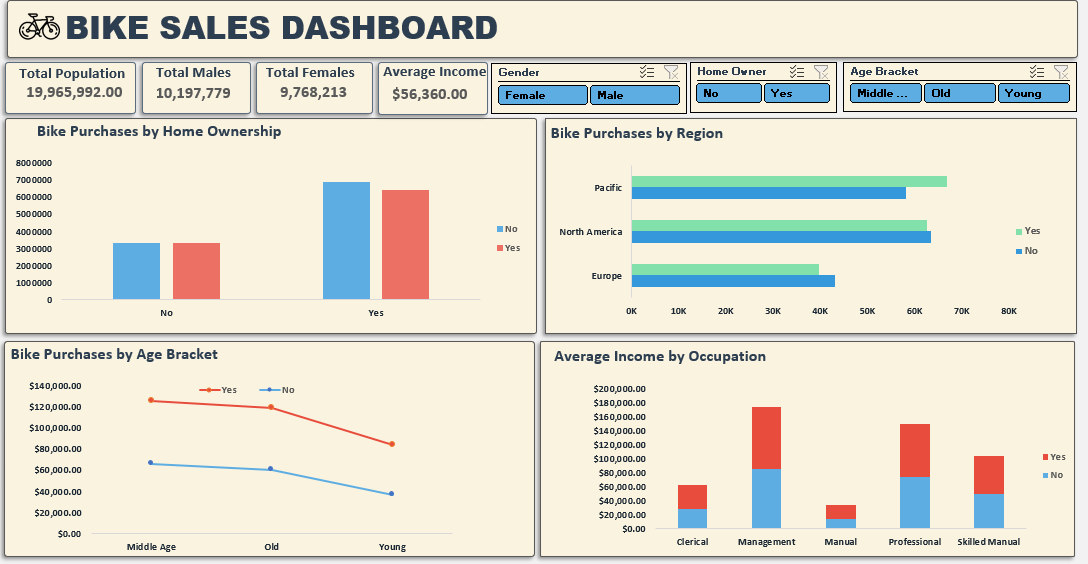 BIKE SALES DASHBOARD
Total Population
19,965,992.00
Total Males
10,197,779
Total Females
9,768,213
Average Income
$56,360.00
Gender
Female
Male
Home Owner
No
Yes
Age Bracket
Middle ...
Old
Young
Bike Purchases by Home Ownership
8000000
7000000
6000000
5000000
4000000
3000000
2000000
1000000
0
No
Yes
No
Yes
Bike Purchases by Region
Pacific
North America
Europe
0K 10K 20K 30K 40K 50K 60K 70K 80K
Yes
No
Bike Purchases by Age Bracket
Yes No
$140,000.00
$120,000.00
$100,000.00
$80,000.00
$60,000.00
$40,000.00
$20,000.00
$0.00
Middle Age Old Young
Average Income by Occupation
$200,000.00
$180,000.00
$160,000.00
$140,000.00
$120,000.00
$100,000.00
$80,000.00
$60,000.00
$40,000.00
$20,000.00
$0.00
Clerical Management Manual Professional Skilled Manual
Yes
No